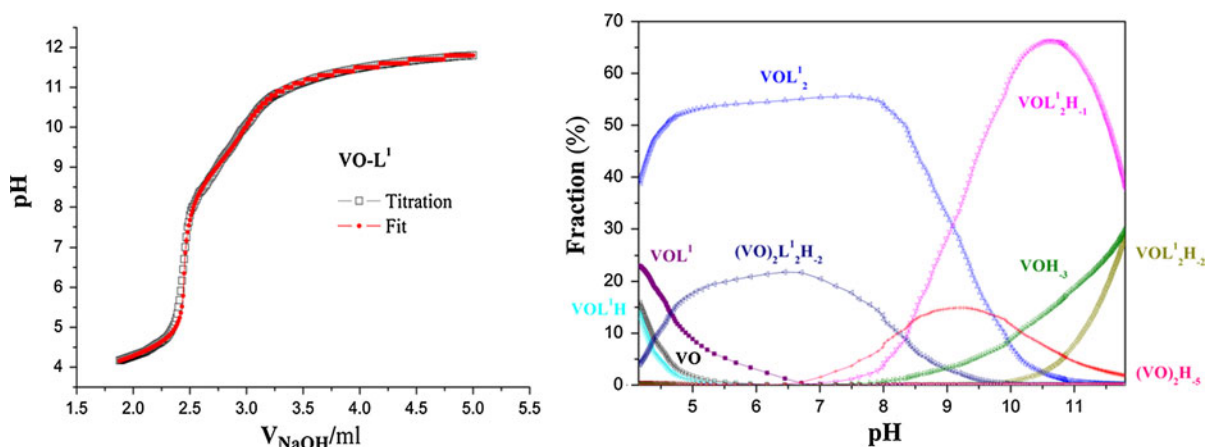 pH
12
11
10
9
8
7
6
5
4
VO-L¹
Titration
Fit
1.5 2.0 2.5 3.0 3.5 4.0 4.5 5.0 5.5
V_NaOH/ml
Fraction (%)
70
60
50
40
30
20
10
0
VOL¹₂
VOL¹₂H₋₁
VOL¹
(VO)₂L¹₂H₋₂
VOH₋₃
VOL¹₂H₋₂
VOL¹H
VO
(VO)₂H₋₅
5 6 7 8 9 10 11
pH